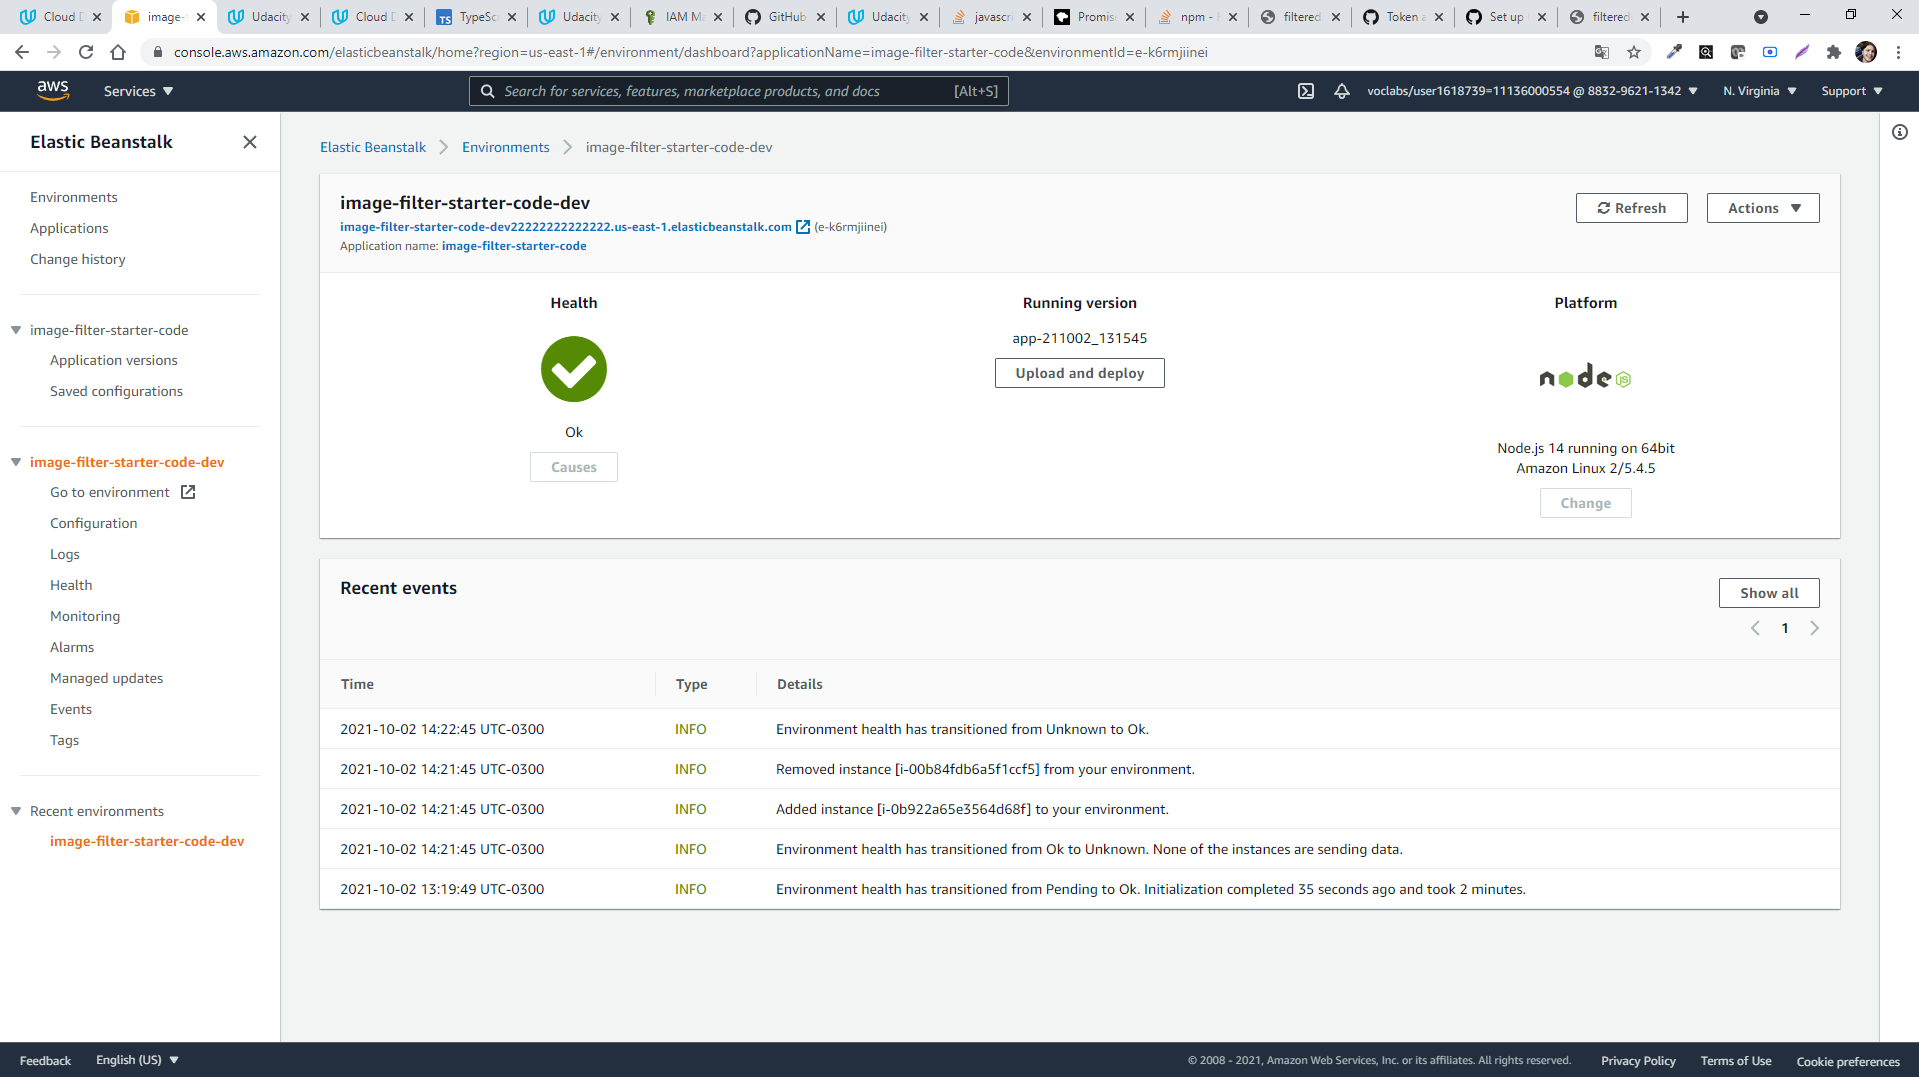 Cloud D
image-f
Udacity
Cloud D
TypeScr
Udacity
IAM Ma
GitHub
Udacity
javascri
Promise
npm -
filtered
Token a
Set up
filtered
console.aws.amazon.com/elasticbeanstalk/home?region=us-east-1#/environment/dashboard?applicationName=image-filter-starter-code&environmentId=e-k6rmjiinei
aws
Services
Search for services, features, marketplace products, and docs [Alt+S]
voclabs/user1618739=11136000554 @ 8832-9621-1342
N. Virginia
Support
Elastic Beanstalk
Environments
Applications
Change history
image-filter-starter-code
Application versions
Saved configurations
image-filter-starter-code-dev
Go to environment
Configuration
Logs
Health
Monitoring
Alarms
Managed updates
Events
Tags
Recent environments
image-filter-starter-code-dev
Elastic Beanstalk > Environments > image-filter-starter-code-dev
image-filter-starter-code-dev
image-filter-starter-code-dev22222222222222.us-east-1.elasticbeanstalk.com (e-k6rmjiinei)
Application name: image-filter-starter-code
Refresh
Actions
Health
Ok
Causes
Running version
app-211002_131545
Upload and deploy
Platform
node JS
Node.js 14 running on 64bit
Amazon Linux 2/5.4.5
Change
Recent events
Show all
1
Time Type Details
2021-10-02 14:22:45 UTC-0300 INFO Environment health has transitioned from Unknown to Ok.
2021-10-02 14:21:45 UTC-0300 INFO Removed instance [i-00b84fdb6a5f1ccf5] from your environment.
2021-10-02 14:21:45 UTC-0300 INFO Added instance [i-0b922a65e3564d68f] to your environment.
2021-10-02 14:21:45 UTC-0300 INFO Environment health has transitioned from Ok to Unknown. None of the instances are sending data.
2021-10-02 13:19:49 UTC-0300 INFO Environment health has transitioned from Pending to Ok. Initialization completed 35 seconds ago and took 2 minutes.
Feedback
English (US)
© 2008 - 2021, Amazon Web Services, Inc. or its affiliates. All rights reserved.
Privacy Policy
Terms of Use
Cookie preferences